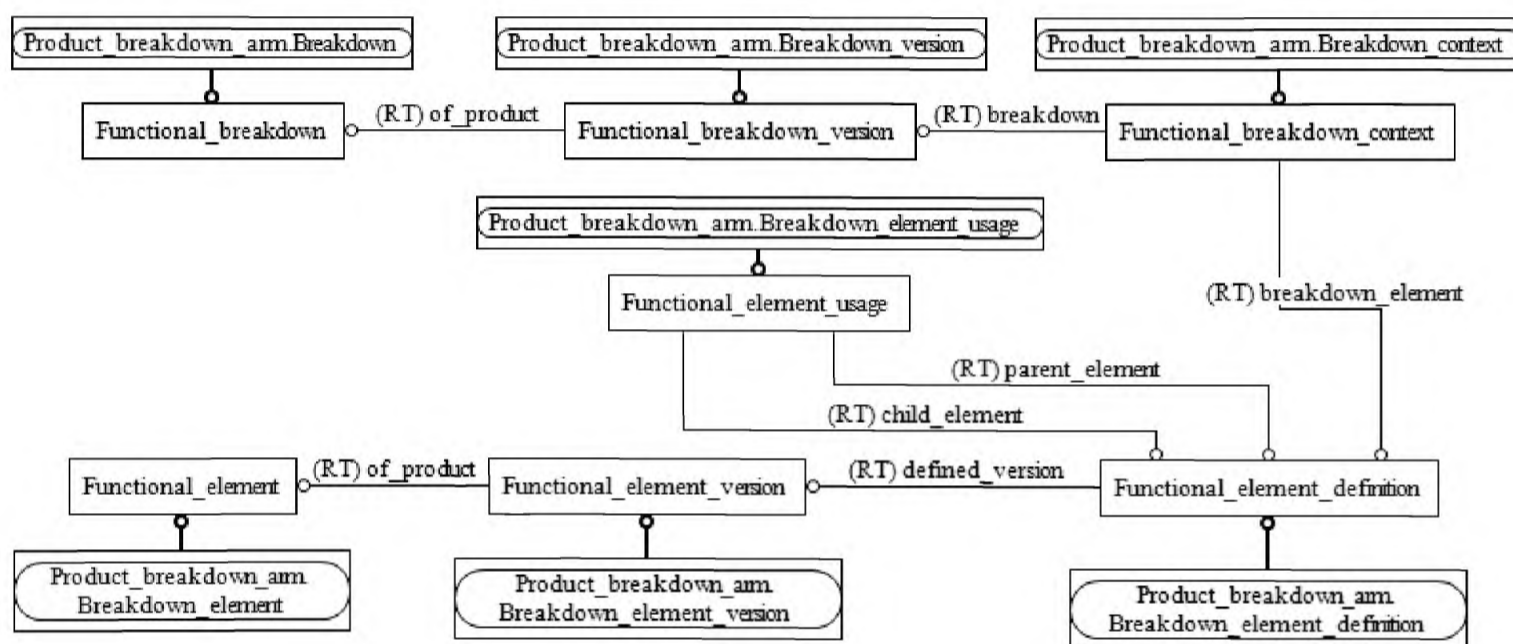 Product_breakdown_arm.Breakdown
Product_breakdown_arm.Breakdown_version
Product_breakdown_arm.Breakdown_context
Functional_breakdown
(RT) of_product
Functional_breakdown_version
(RT) breakdown
Functional_breakdown_context
Product_breakdown_arm.Breakdown_element_usage
Functional_element_usage
(RT) breakdown_element
(RT) parent_element
(RT) child_element
Functional_element
(RT) of_product
Functional_element_version
(RT) defined_version
Functional_element_definition
Product_breakdown_arm.
Breakdown_element
Product_breakdown_arm.
Breakdown_element_version
Product_breakdown_arm.
Breakdown_element_definition